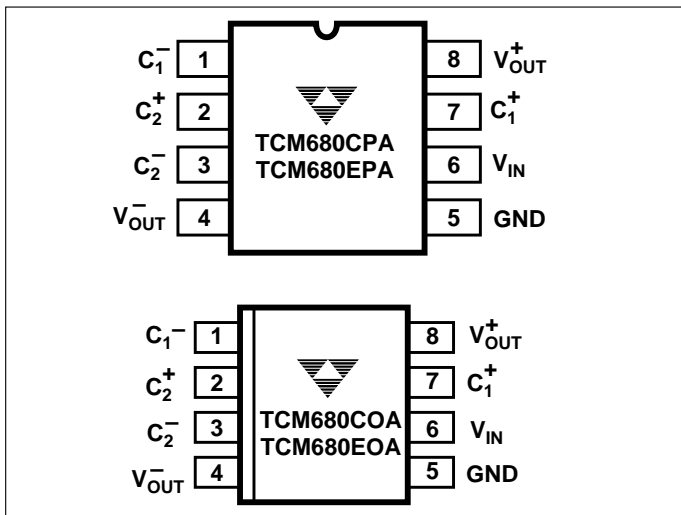 C1− 1 8 V+OUT
C2+ 2 7 C1+
TCM680CPA
C2− 3 TCM680EPA 6 VIN
V−OUT 4 5 GND
C1− 1 8 V+OUT
C2+ 2 7 C1+
TCM680COA
C2− 3 6 VIN
TCM680EOA
V−OUT 4 5 GND